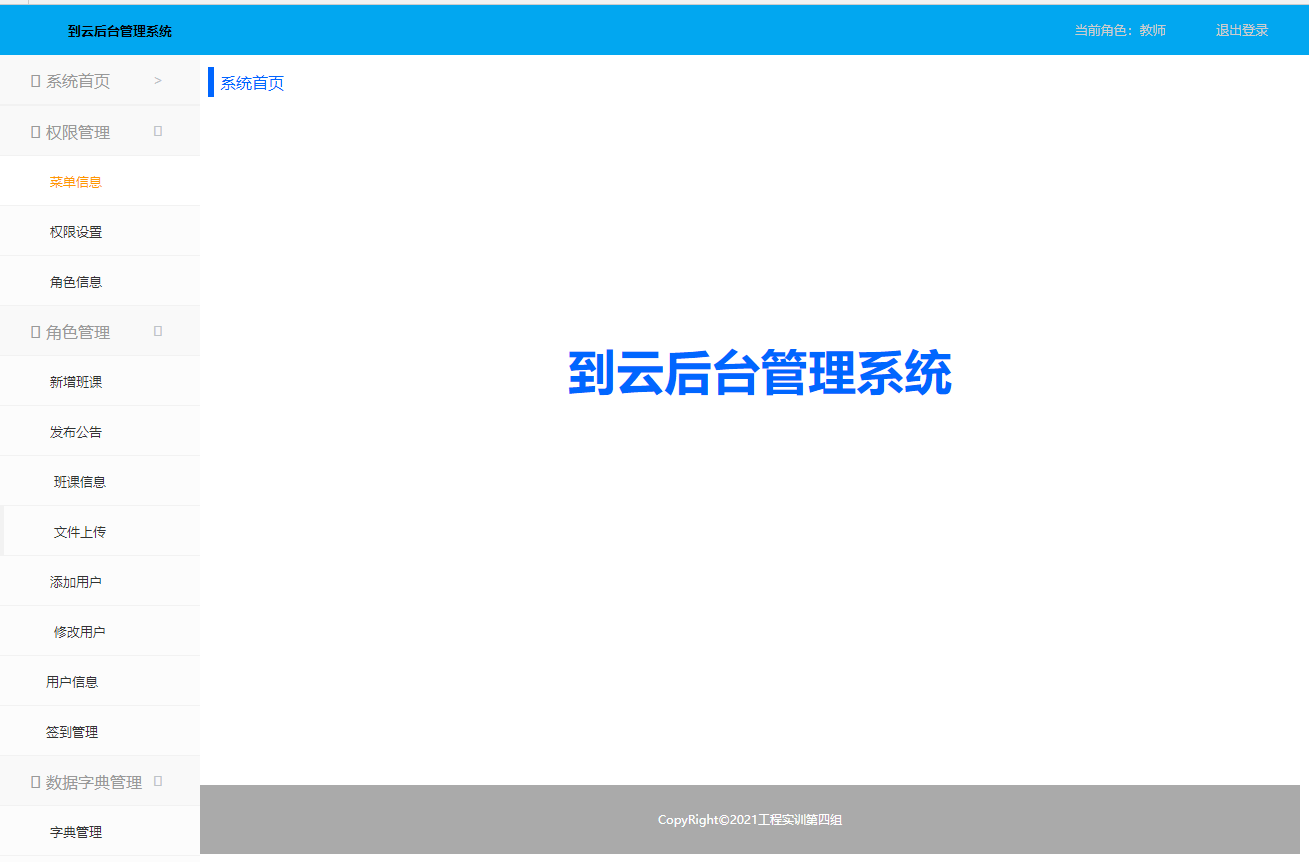 到云后台管理系统
当前角色：教师 退出登录
系统首页 >
权限管理
菜单信息
权限设置
角色信息
角色管理
新增班课
发布公告
班课信息
文件上传
添加用户
修改用户
用户信息
签到管理
数据字典管理
字典管理
系统首页
到云后台管理系统
CopyRight©2021工程实训第四组